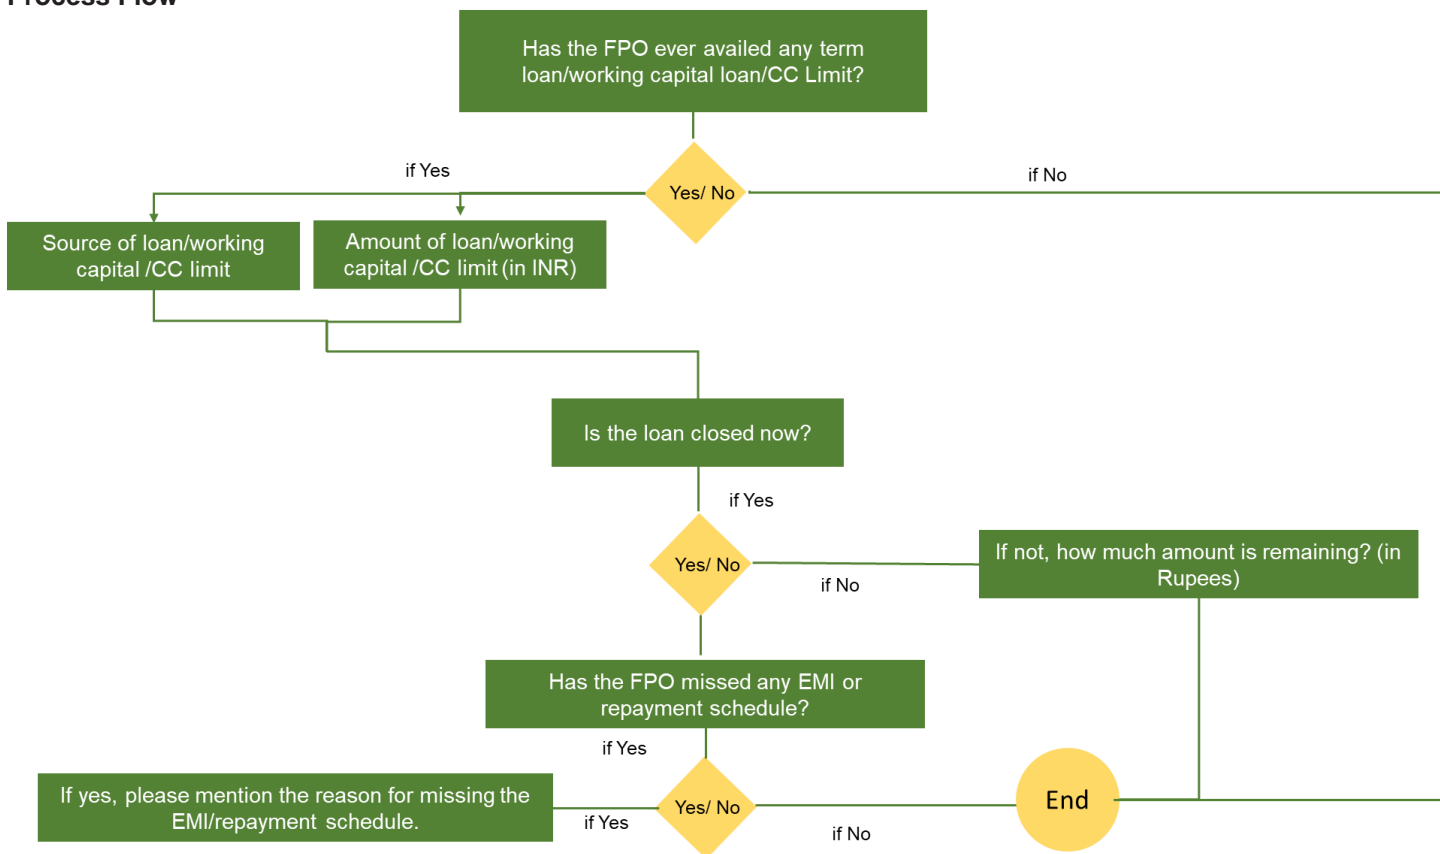 Process Flow
Has the FPO ever availed any term
loan/working capital loan/CC Limit?
if Yes
Yes/ No
if No
Source of loan/working
capital /CC limit
Amount of loan/working
capital /CC limit (in INR)
Is the loan closed now?
if Yes
Yes/ No
if No
If not, how much amount is remaining? (in
Rupees)
Has the FPO missed any EMI or
repayment schedule?
if Yes
If yes, please mention the reason for missing the
EMI/repayment schedule.
if Yes
Yes/ No
if No
End